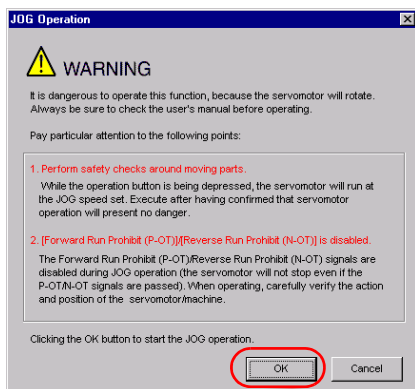 JOG Operation
WARNING
It is dangerous to operate this function, because the servomotor will rotate.
Always be sure to check the user's manual before operating.
Pay particular attention to the following points:
1. Perform safety checks around moving parts.
While the operation button is being depressed, the servomotor will run at
the JOG speed set. Execute after having confirmed that servomotor
operation will present no danger.
2. [Forward Run Prohibit (P-OT)]/[Reverse Run Prohibit (N-OT)] is disabled.
The Forward Run Prohibit (P-OT)/Reverse Run Prohibit (N-OT) signals are
disabled during JOG operation (the servomotor will not stop even if the
P-OT/N-OT signals are passed). When operating, carefully verify the action
and position of the servomotor/machine.
Clicking the OK button to start the JOG operation.
OK
Cancel